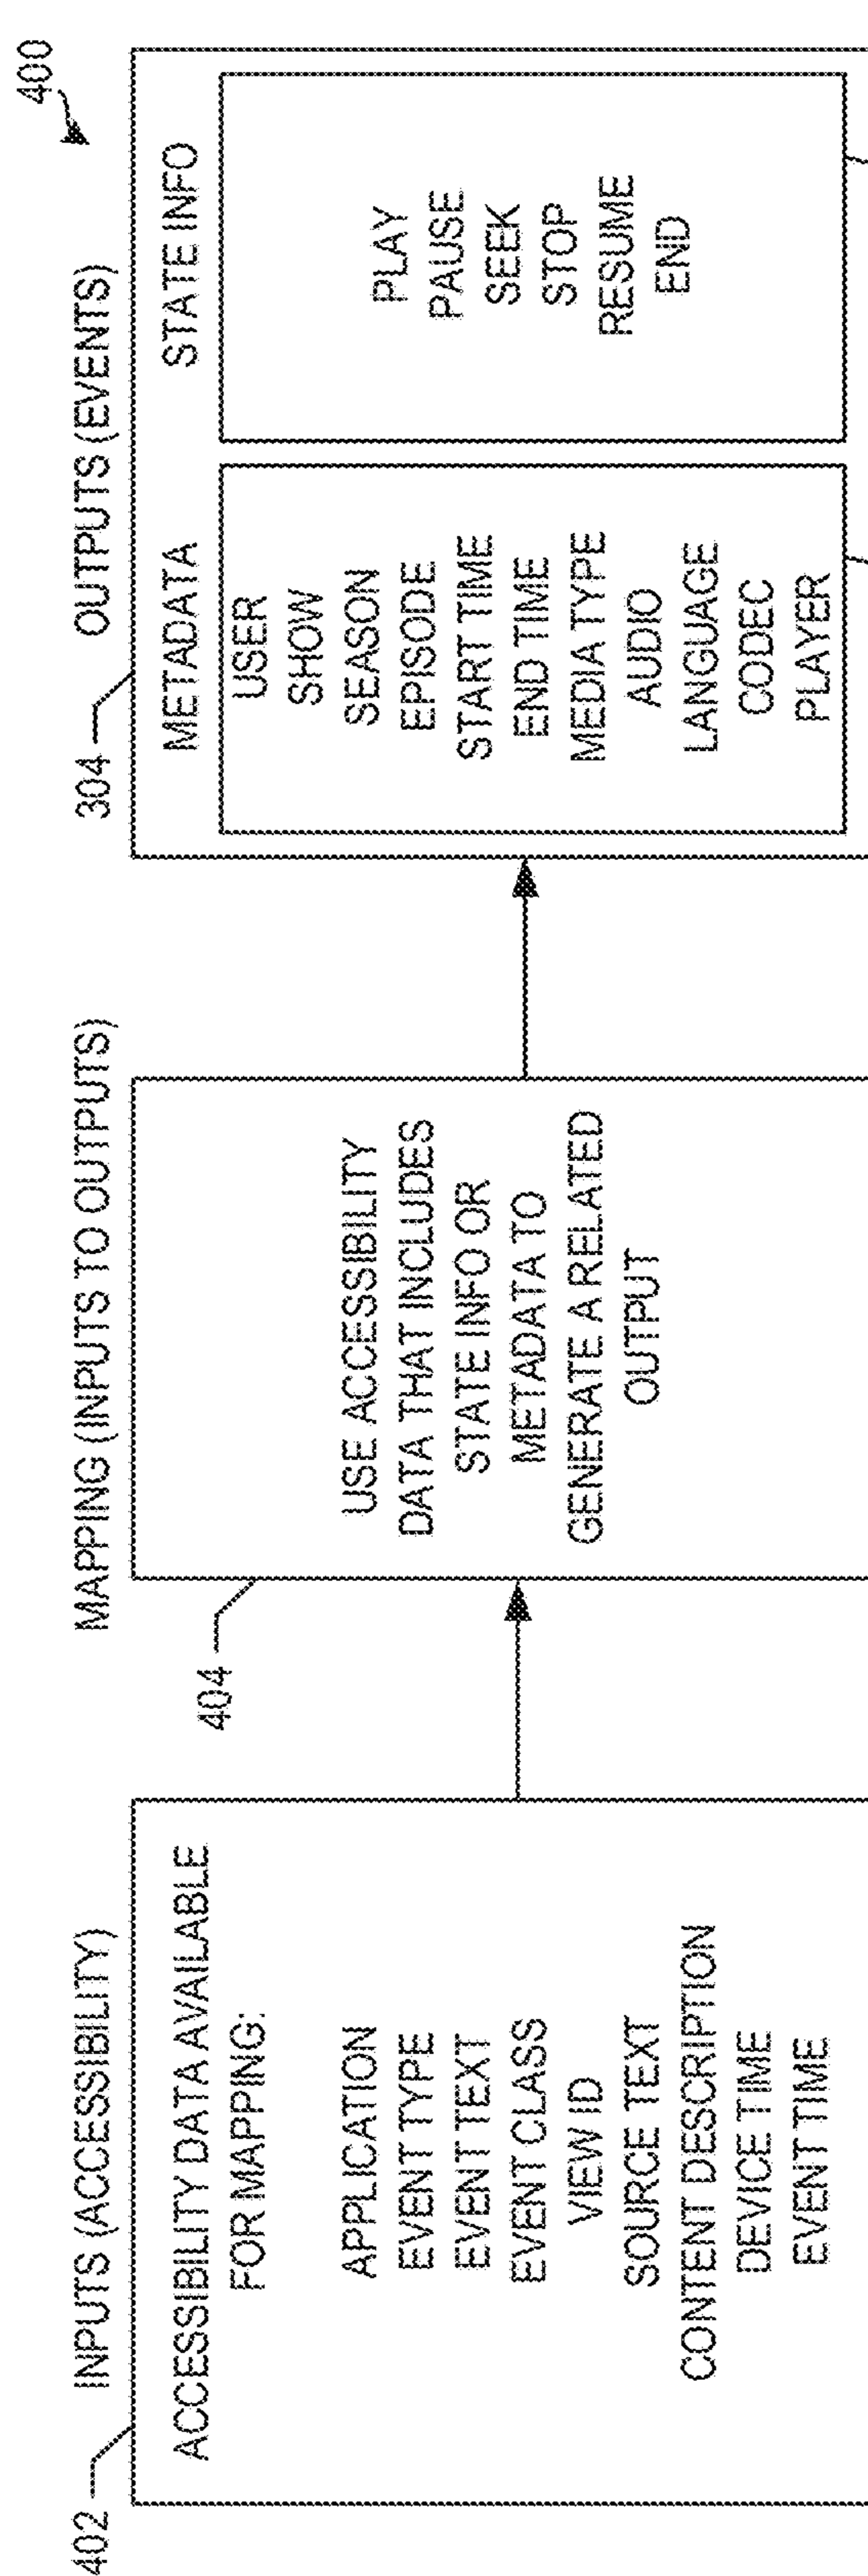 400
402
INPUTS (ACCESSIBILITY)
ACCESSIBILITY DATA AVAILABLE
FOR MAPPING:
APPLICATION
EVENT TYPE
EVENT TEXT
EVENT CLASS
VIEW ID
SOURCE TEXT
CONTENT DESCRIPTION
DEVICE TIME
EVENT TIME
MAPPING (INPUTS TO OUTPUTS)
404
USE ACCESSIBILITY
DATA THAT INCLUDES
STATE INFO OR
METADATA TO
GENERATE A RELATED
OUTPUT
304
OUTPUTS (EVENTS)
METADATA
USER
SHOW
SEASON
EPISODE
START TIME
END TIME
MEDIA TYPE
AUDIO
LANGUAGE
CODEC
PLAYER
STATE INFO
PLAY
PAUSE
SEEK
STOP
RESUME
END